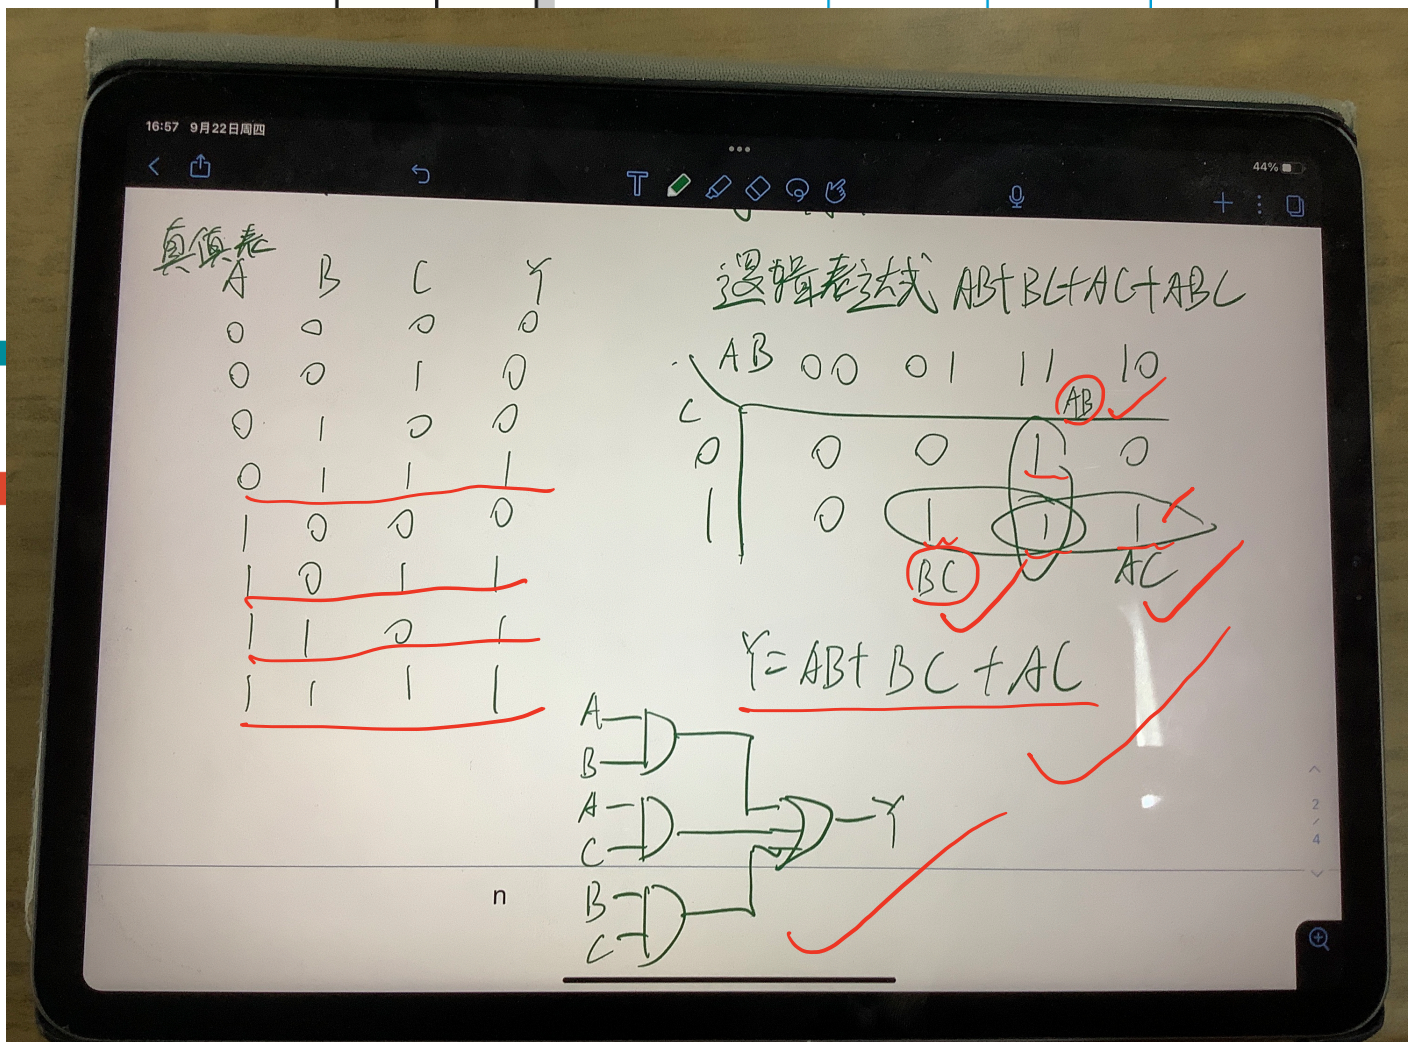 16:57 9月22日周四
44%
真值表
A B C Y
0 0 0 0
0 0 1 0
0 1 0 0
0 1 1 1
1 0 0 0
1 0 1 1
1 1 0 1
1 1 1 1
逻辑表达式 AB+BC+AC+ABC
AB 00 01 11 10
C
AB
0 0 0 1 0
1 0 1 1 1
BC AC
Y=AB+BC+AC
A
B
A
C
Y
B
C
n
2
/
4